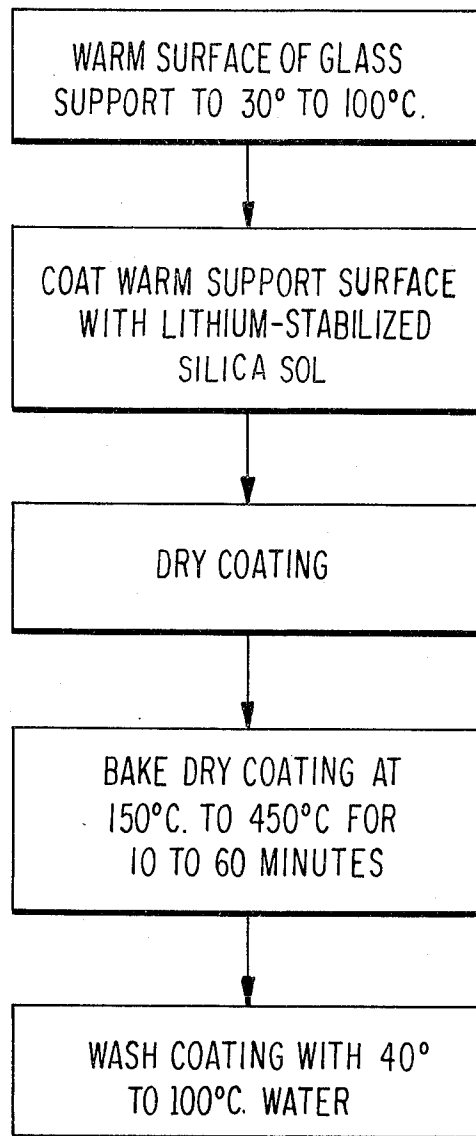 WARM SURFACE OF GLASS
SUPPORT TO 30° TO 100°C.
COAT WARM SUPPORT SURFACE
WITH LITHIUM-STABILIZED
SILICA SOL
DRY COATING
BAKE DRY COATING AT
150°C. TO 450°C FOR
10 TO 60 MINUTES
WASH COATING WITH 40°
TO 100°C. WATER